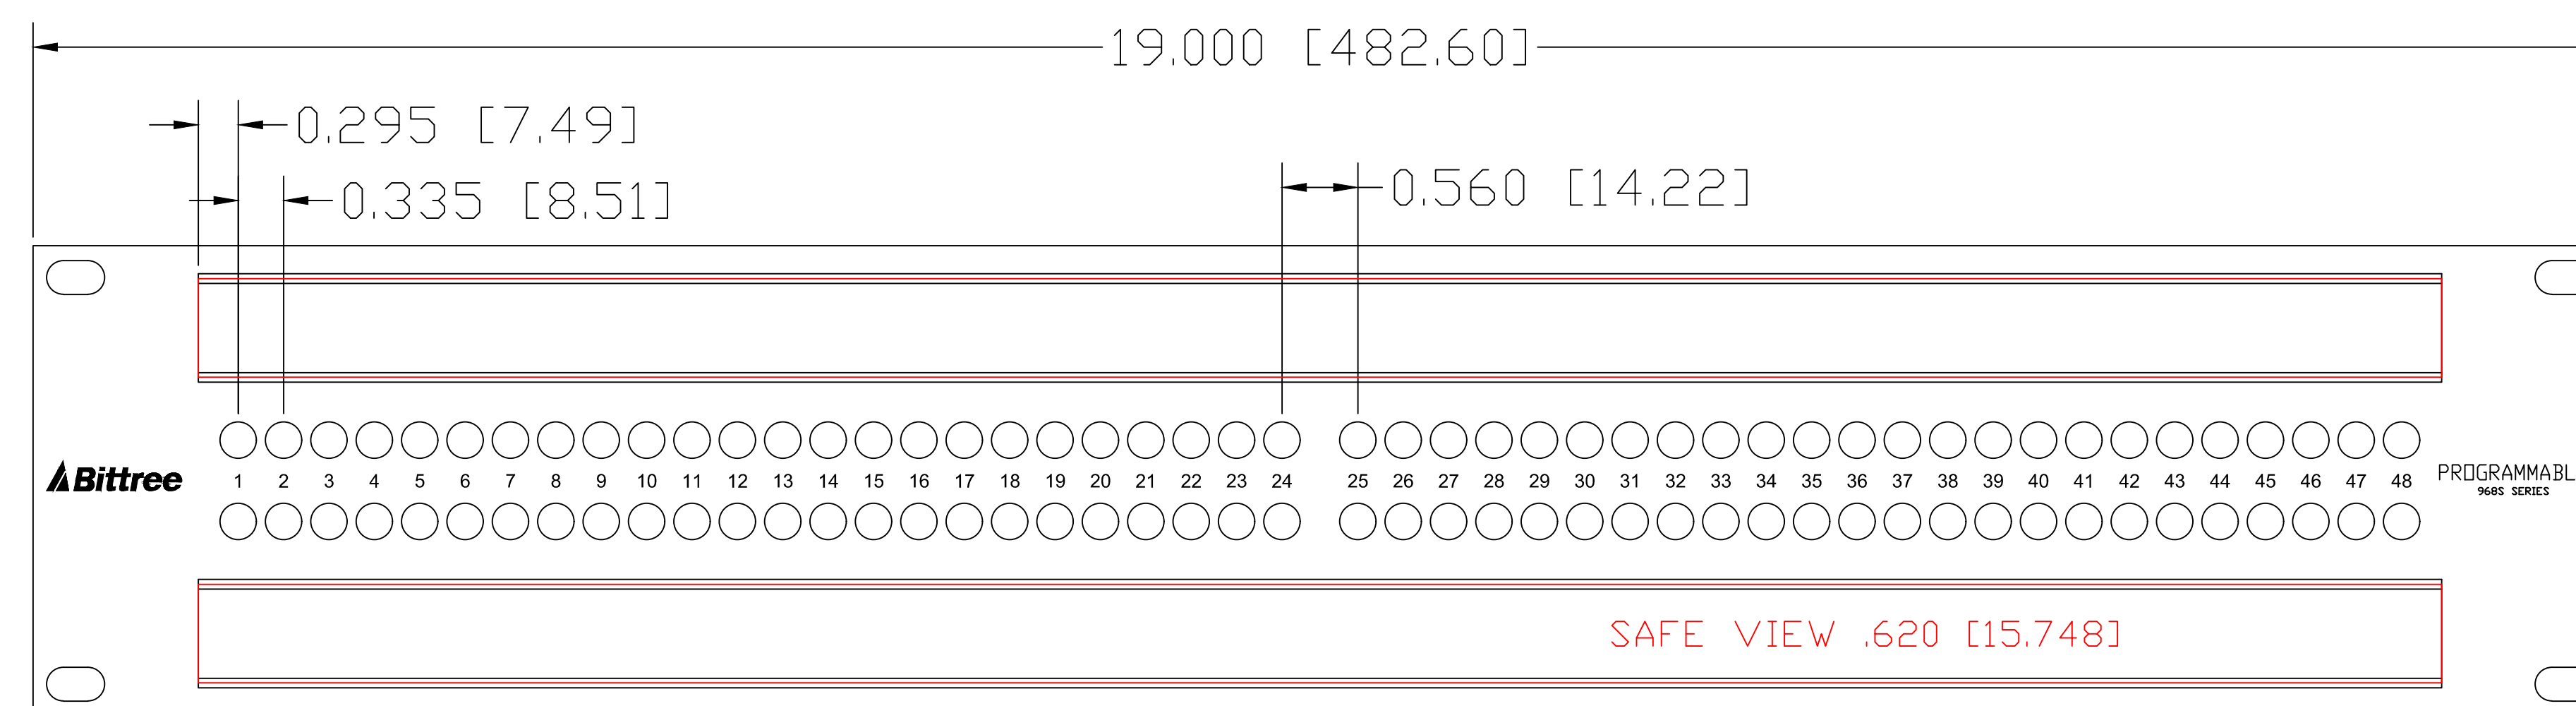 19.000 [482.60]
0.295 [7.49]
0.560 [14.22]
0.335 [8.51]
Bittree
1 2 3 4 5 6 7 8 9 10 11 12 13 14 15 16 17 18 19 20 21 22 23 24 25 26 27 28 29 30 31 32 33 34 35 36 37 38 39 40 41 42 43 44 45 46 47 48
PROGRAMMABL
968S SERIES
SAFE VIEW .620 [15.748]